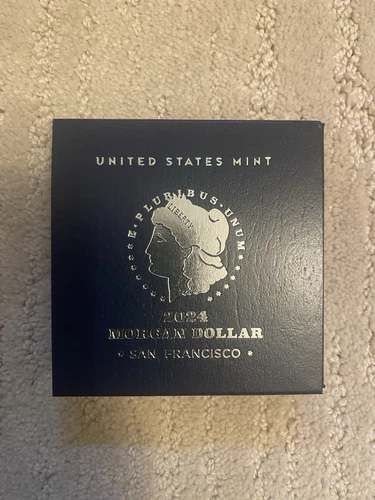 UNITED STATES MINT
E·PLURIBUS·UNUM
LIBERTY
2024
MORGAN DOLLAR
• SAN FRANCISCO •